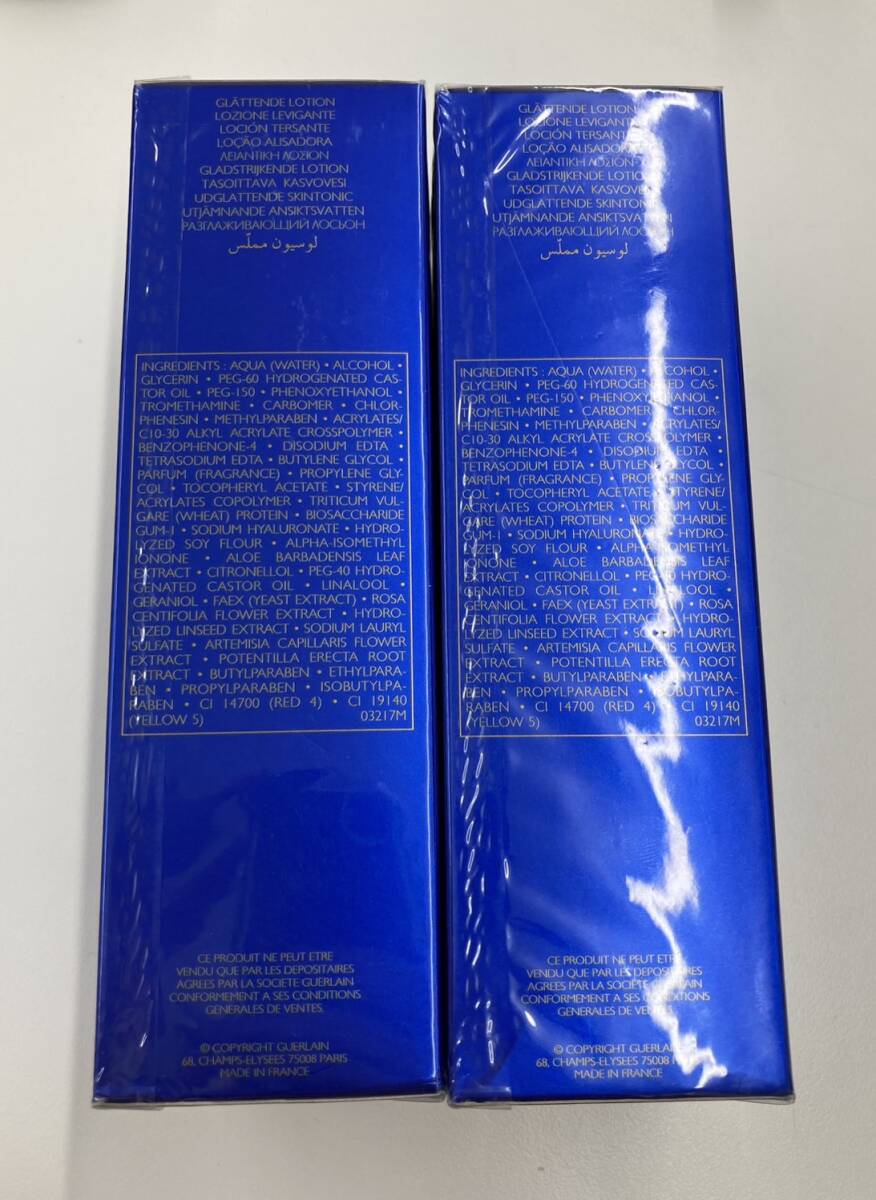 GLÄTTENDE LOTION
LOZIONE LEVIGANTE
LOCIÓN TERSANTE
LOÇÃO ALISADORA
ΛΕΙΑΝΤΙΚΗ ΛΟΣΙΟΝ
GLADSTRIJKENDE LOTION
TASOITTAVA KASVOVESI
UDGLATTENDE SKINTONIC
UTJÄMNANDE ANSIKTSVATTEN
РАЗГЛАЖИВАЮЩИЙ ЛОСЬОН
لوسيون مملّس
INGREDIENTS : AQUA (WATER) • ALCOHOL •
GLYCERIN • PEG-60 HYDROGENATED CAS-
TOR OIL • PEG-150 • PHENOXYETHANOL •
TROMETHAMINE • CARBOMER • CHLOR-
PHENESIN • METHYLPARABEN • ACRYLATES/
C10-30 ALKYL ACRYLATE CROSSPOLYMER •
BENZOPHENONE-4 • DISODIUM EDTA •
TETRASODIUM EDTA • BUTYLENE GLYCOL •
PARFUM (FRAGRANCE) • PROPYLENE GLY-
COL • TOCOPHERYL ACETATE • STYRENE/
ACRYLATES COPOLYMER • TRITICUM VUL-
GARE (WHEAT) PROTEIN • BIOSACCHARIDE
GUM-1 • SODIUM HYALURONATE • HYDRO-
LYZED SOY FLOUR • ALPHA-ISOMETHYL
IONONE • ALOE BARBADENSIS LEAF
EXTRACT • CITRONELLOL • PEG-40 HYDRO-
GENATED CASTOR OIL • LINALOOL •
GERANIOL • FAEX (YEAST EXTRACT) • ROSA
CENTIFOLIA FLOWER EXTRACT • HYDRO-
LYZED LINSEED EXTRACT • SODIUM LAURYL
SULFATE • ARTEMISIA CAPILLARIS FLOWER
EXTRACT • POTENTILLA ERECTA ROOT
EXTRACT • BUTYLPARABEN • ETHYLPARA-
BEN • PROPYLPARABEN • ISOBUTYLPA-
RABEN • CI 14700 (RED 4) • CI 19140
(YELLOW 5) 03217M
CE PRODUIT NE PEUT ETRE
VENDU QUE PAR LES DEPOSITAIRES
AGREES PAR LA SOCIETE GUERLAIN
CONFORMEMENT A SES CONDITIONS
GENERALES DE VENTES.
© COPYRIGHT GUERLAIN
68, CHAMPS-ELYSEES 75008 PARIS
MADE IN FRANCE
GLÄTTENDE LOTION
LOZIONE LEVIGANTE
LOCIÓN TERSANTE
LOÇÃO ALISADORA
ΛΕΙΑΝΤΙΚΗ ΛΟΣΙΟΝ
GLADSTRIJKENDE LOTION
TASOITTAVA KASVOVESI
UDGLATTENDE SKINTONIC
UTJÄMNANDE ANSIKTSVATTEN
РАЗГЛАЖИВАЮЩИЙ ЛОСЬОН
لوسيون مملّس
INGREDIENTS : AQUA (WATER) • ALCOHOL •
GLYCERIN • PEG-60 HYDROGENATED CAS-
TOR OIL • PEG-150 • PHENOXYETHANOL •
TROMETHAMINE • CARBOMER • CHLOR-
PHENESIN • METHYLPARABEN • ACRYLATES/
C10-30 ALKYL ACRYLATE CROSSPOLYMER •
BENZOPHENONE-4 • DISODIUM EDTA •
TETRASODIUM EDTA • BUTYLENE GLYCOL •
PARFUM (FRAGRANCE) • PROPYLENE GLY-
COL • TOCOPHERYL ACETATE • STYRENE/
ACRYLATES COPOLYMER • TRITICUM VUL-
GARE (WHEAT) PROTEIN • BIOSACCHARIDE
GUM-1 • SODIUM HYALURONATE • HYDRO-
LYZED SOY FLOUR • ALPHA-ISOMETHYL
IONONE • ALOE BARBADENSIS LEAF
EXTRACT • CITRONELLOL • PEG-40 HYDRO-
GENATED CASTOR OIL • LINALOOL •
GERANIOL • FAEX (YEAST EXTRACT) • ROSA
CENTIFOLIA FLOWER EXTRACT • HYDRO-
LYZED LINSEED EXTRACT • SODIUM LAURYL
SULFATE • ARTEMISIA CAPILLARIS FLOWER
EXTRACT • POTENTILLA ERECTA ROOT
EXTRACT • BUTYLPARABEN • ETHYLPARA-
BEN • PROPYLPARABEN • ISOBUTYLPA-
RABEN • CI 14700 (RED 4) • CI 19140
(YELLOW 5) 03217M
CE PRODUIT NE PEUT ETRE
VENDU QUE PAR LES DEPOSITAIRES
AGREES PAR LA SOCIETE GUERLAIN
CONFORMEMENT A SES CONDITIONS
GENERALES DE VENTES.
© COPYRIGHT GUERLAIN
68, CHAMPS-ELYSEES 75008 PARIS
MADE IN FRANCE